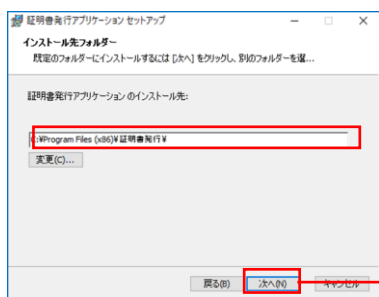 証明書発行アプリケーション セットアップ
インストール先フォルダー
既定のフォルダーにインストールするには [次へ] をクリックし、別のフォルダーを選...
証明書発行アプリケーション のインストール先:
C:¥Program Files (x86)¥証明書発行¥
変更(C)...
戻る(B)
次へ(N)
キャンセル